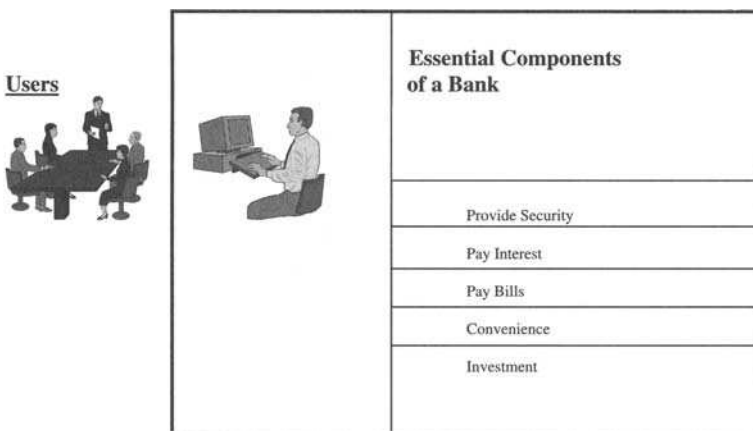 Users
Essential Components
of a Bank
Provide Security
Pay Interest
Pay Bills
Convenience
Investment